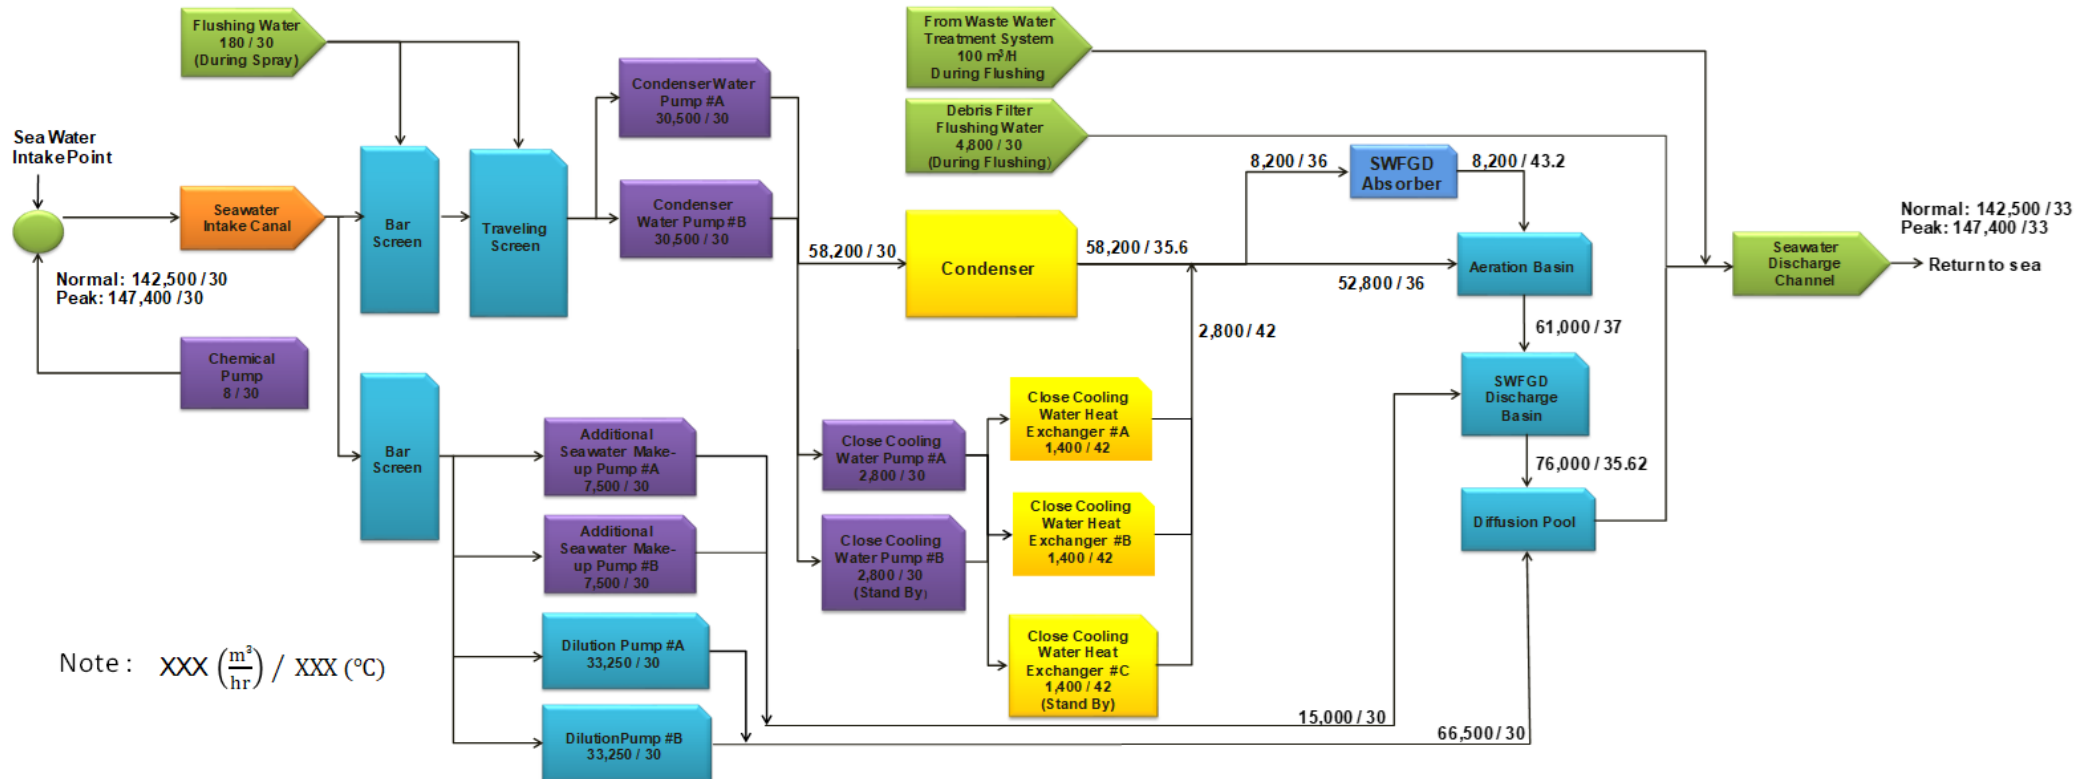 Flushing Water
180 / 30
(During Spray)
From Waste Water
Treatment System
100 m³/H
During Flushing
Condenser Water
Pump #A
30,500 / 30
Debris Filter
Flushing Water
4,800 / 30
(During Flushing)
Sea Water
Intake Point
Seawater
Intake Canal
Bar
Screen
Traveling
Screen
Condenser
Water Pump #B
30,500 / 30
8,200 / 36
SWFGD
Absorber
8,200 / 43.2
58,200 / 30
Condenser
58,200 / 35.6
52,800 / 36
Aeration Basin
Seawater
Discharge
Channel
Normal: 142,500 / 33
Peak: 147,400 / 33
Return to sea
Normal: 142,500 / 30
Peak: 147,400 / 30
2,800 / 42
61,000 / 37
Chemical
Pump
8 / 30
Bar
Screen
Additional
Seawater Make-
up Pump #A
7,500 / 30
Close Cooling
Water Pump #A
2,800 / 30
Close Cooling
Water Heat
Exchanger #A
1,400 / 42
SWFGD
Discharge
Basin
76,000 / 35.62
Additional
Seawater Make-
up Pump #B
7,500 / 30
Close Cooling
Water Pump #B
2,800 / 30
(Stand By)
Close Cooling
Water Heat
Exchanger #B
1,400 / 42
Diffusion Pool
Dilution Pump #A
33,250 / 30
Close Cooling
Water Heat
Exchanger #C
1,400 / 42
(Stand By)
Dilution Pump #B
33,250 / 30
15,000 / 30
66,500 / 30
Note : XXX (m³/hr) / XXX (°C)